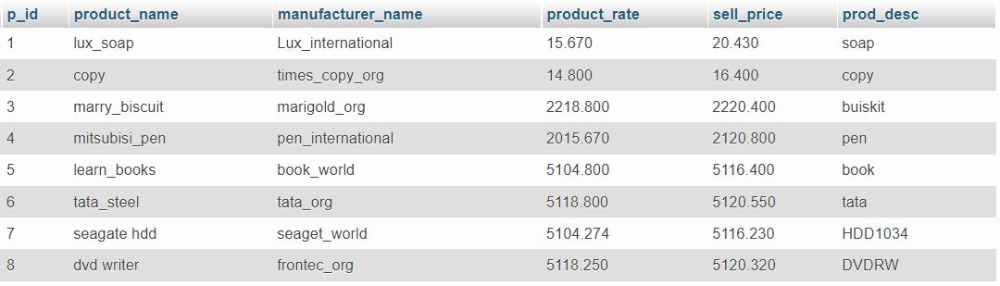 p_id product_name manufacturer_name product_rate sell_price prod_desc
1 lux_soap Lux_international 15.670 20.430 soap
2 copy times_copy_org 14.800 16.400 copy
3 marry_biscuit marigold_org 2218.800 2220.400 buiskit
4 mitsubisi_pen pen_international 2015.670 2120.800 pen
5 learn_books book_world 5104.800 5116.400 book
6 tata_steel tata_org 5118.800 5120.550 tata
7 seagate hdd seaget_world 5104.274 5116.230 HDD1034
8 dvd writer frontec_org 5118.250 5120.320 DVDRW